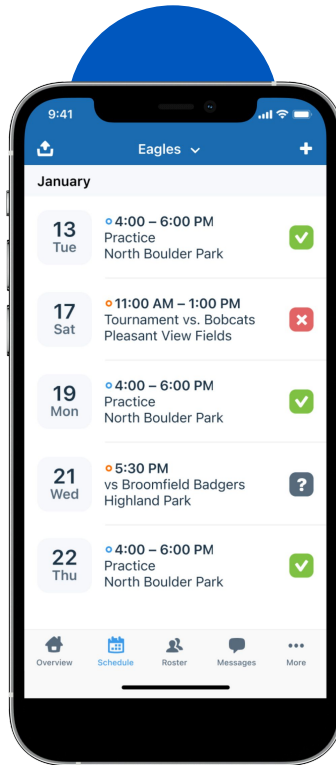 9:41
Eagles
January
13
Tue
4:00 – 6:00 PM
Practice
North Boulder Park
17
Sat
11:00 AM – 1:00 PM
Tournament vs. Bobcats
Pleasant View Fields
19
Mon
4:00 – 6:00 PM
Practice
North Boulder Park
21
Wed
5:30 PM
vs Broomfield Badgers
Highland Park
?
22
Thu
4:00 – 6:00 PM
Practice
North Boulder Park
Overview Schedule Roster Messages More